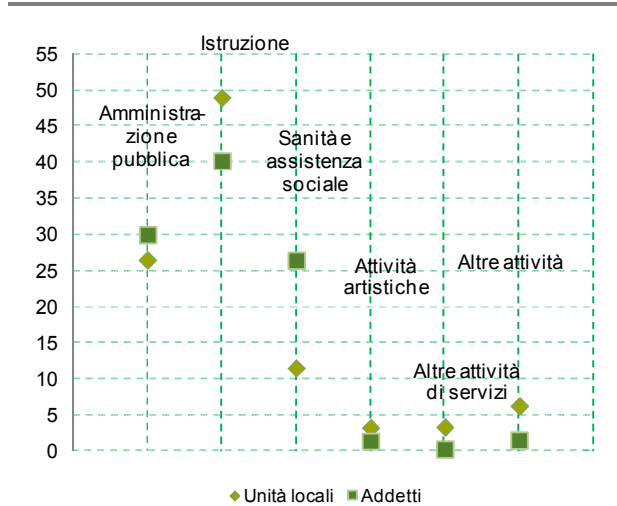 Istruzione
55
50
45
40
35
30
25
20
15
10
5
0
Amministra-
zione
pubblica
Sanità e
assistenza
sociale
Attività
artistiche
Altre attività
Altre attività
di servizi
Unità locali Addetti